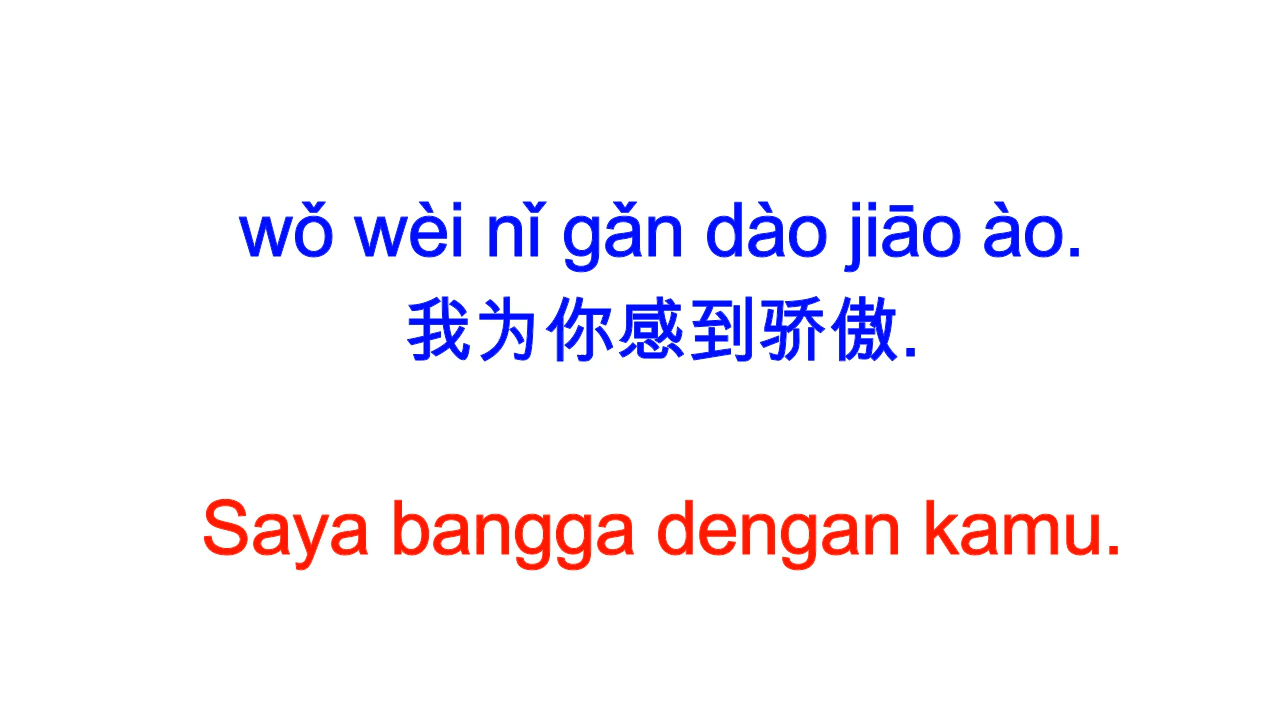 wǒ wèi nǐ gǎn dào jiāo ào.
我为你感到骄傲.
Saya bangga dengan kamu.